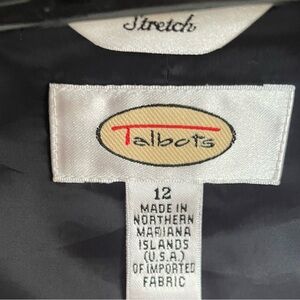 Stretch
Talbots
12
MADE IN
NORTHERN
MARIANA
ISLANDS
(U.S.A.)
OF IMPORTED
FABRIC